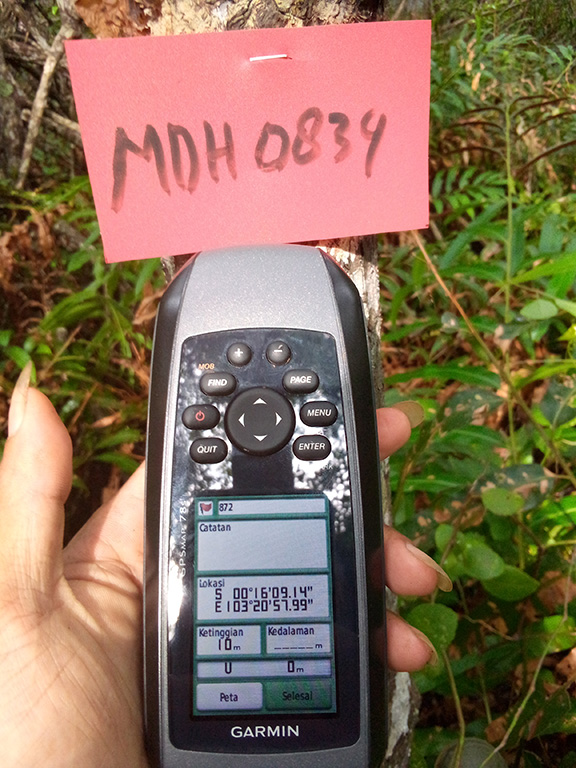 MDH 0834
MOB
FIND
PAGE
MENU
QUIT
ENTER
GPSMAP 78s
872
Catatan
Lokasi
S 00°16'09.14"
E 103°20'57.99"
Ketinggian
10m
Kedalaman
_____m
U 0m
Peta
Selesai
GARMIN